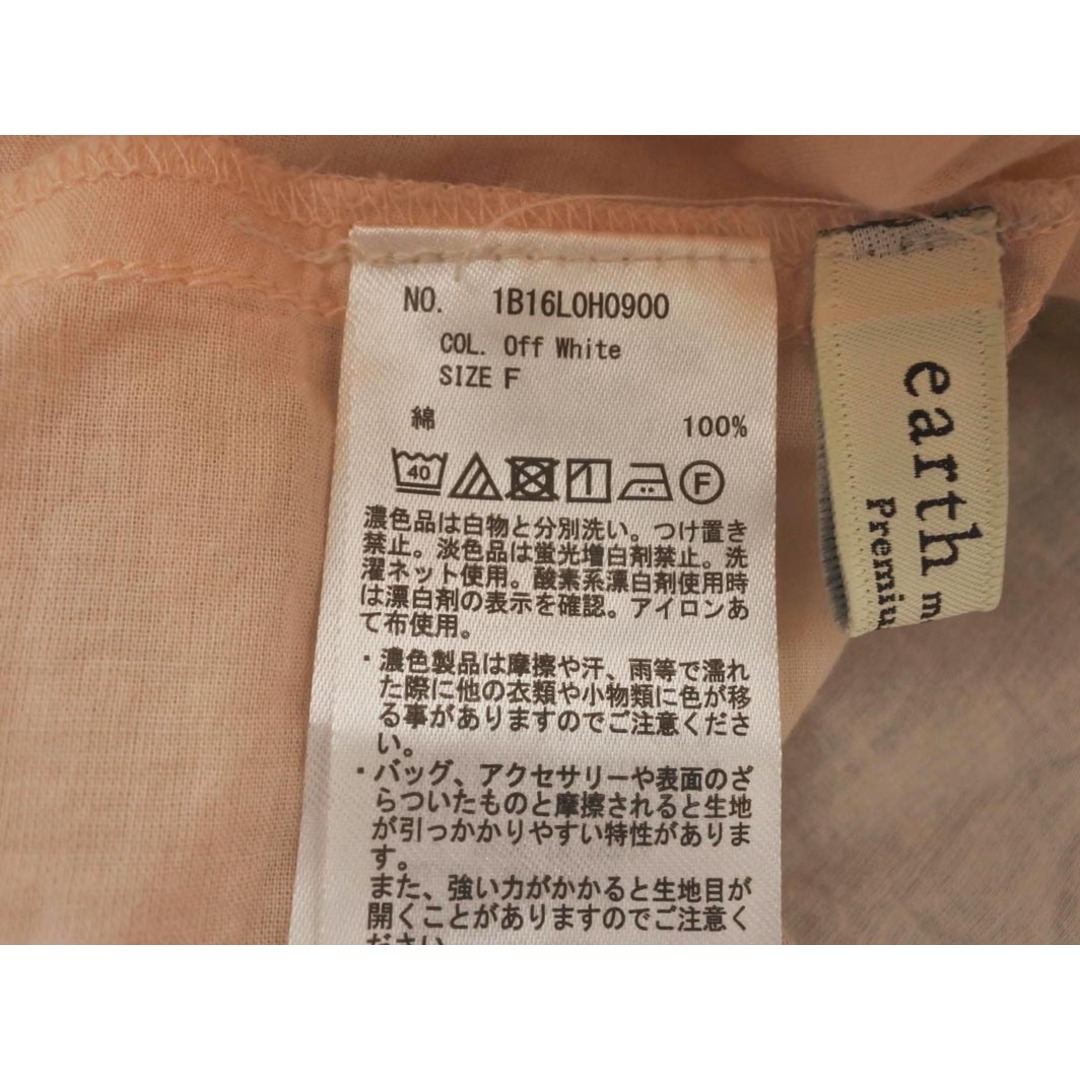 NO. 1B16L0H0900
COL. Off White
SIZE F
綿 100%
40
F
濃色品は白物と分別洗い。つけ置き
禁止。淡色品は蛍光増白剤禁止。洗
濯ネット使用。酸素系漂白剤使用時
は漂白剤の表示を確認。アイロンあ
て布使用。
・濃色製品は摩擦や汗、雨等で濡れ
た際に他の衣類や小物類に色が移
る事がありますのでご注意くださ
い。
・バッグ、アクセサリーや表面のざ
らついたものと摩擦されると生地
が引っかかりやすい特性がありま
す。
また、強い力がかかると生地目が
開くことがありますのでご注意く
ださい
earth